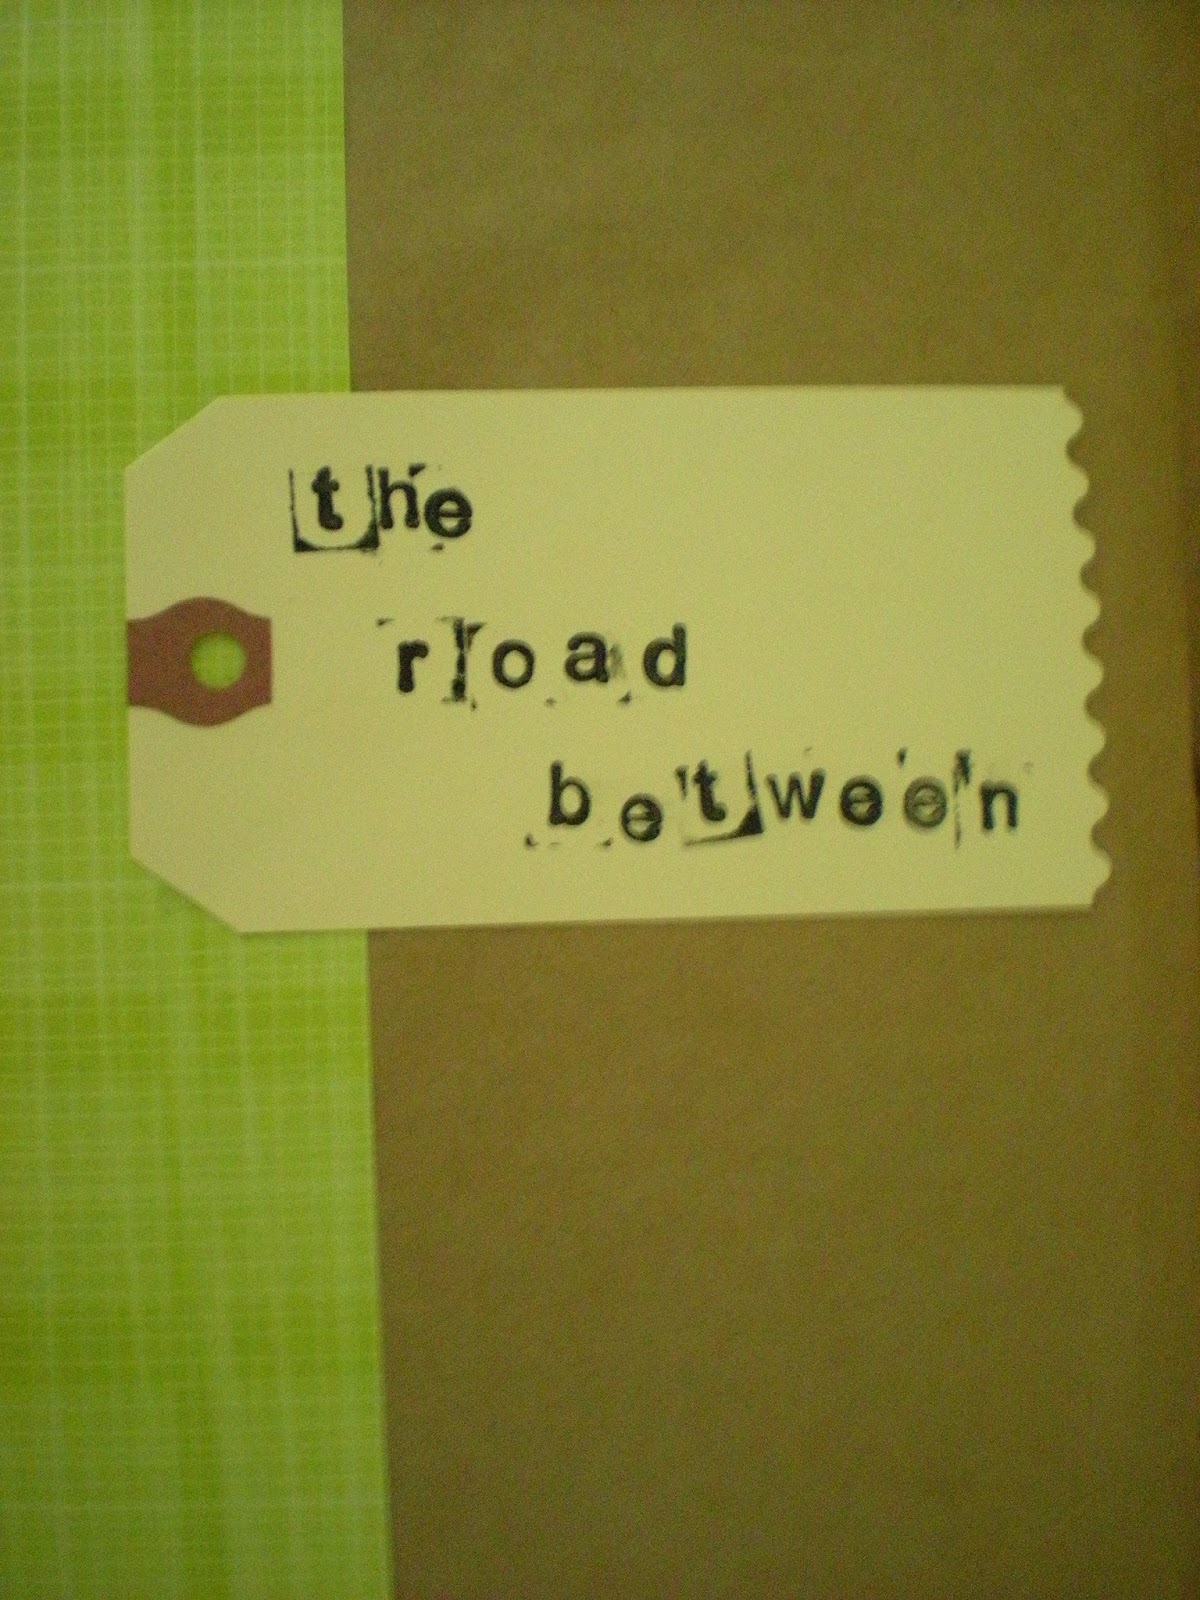 the
road
between